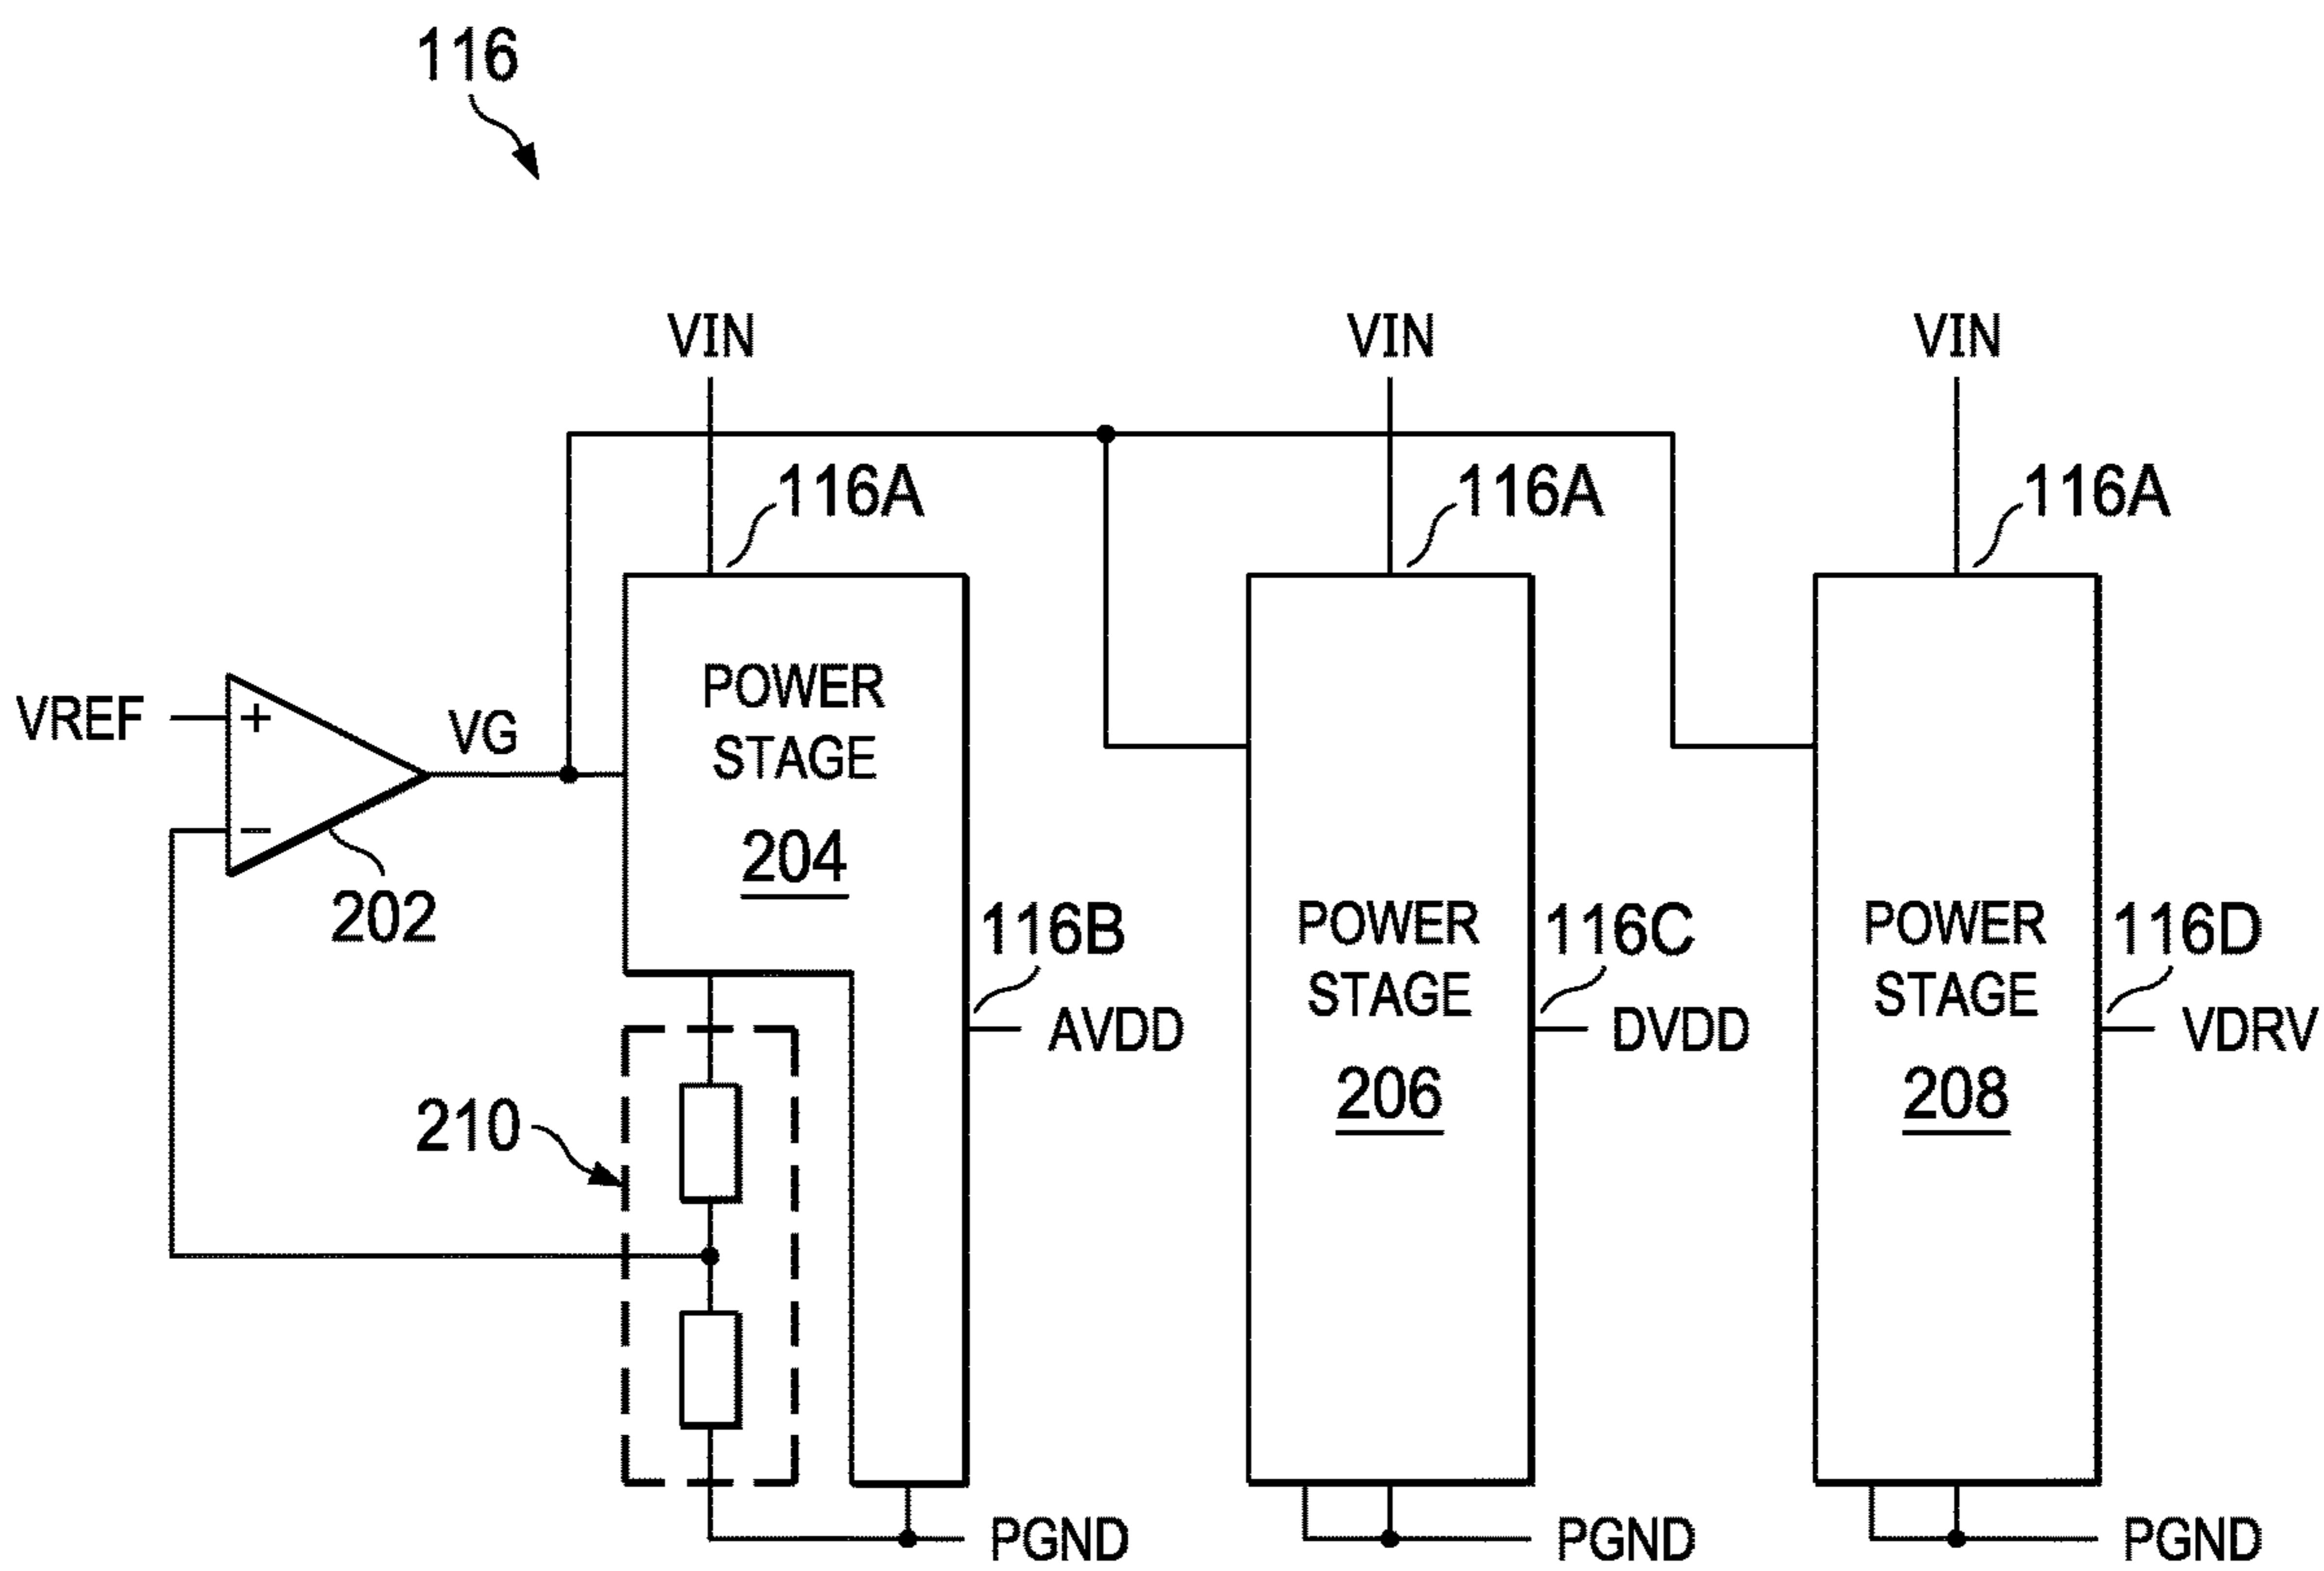 116
VIN VIN VIN
116A 116A 116A
VREF + VG POWER
STAGE
204
−
202
116B 116C 116D
POWER POWER
STAGE STAGE
AVDD DVDD VDRV
206 208
210
PGND PGND PGND